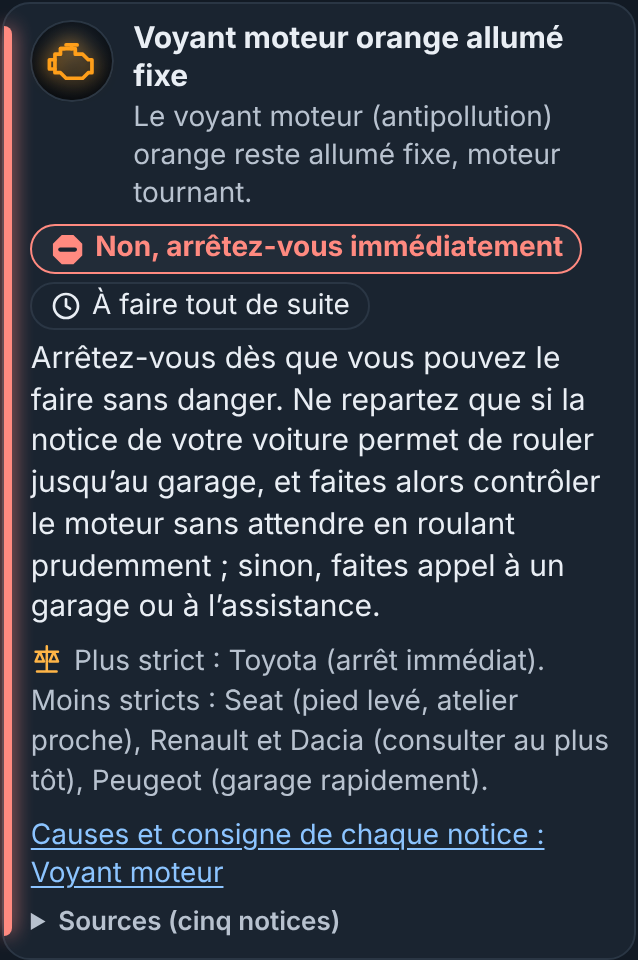 Voyant moteur orange allumé
fixe
Le voyant moteur (antipollution)
orange reste allumé fixe, moteur
tournant.
Non, arrêtez-vous immédiatement
À faire tout de suite
Arrêtez-vous dès que vous pouvez le
faire sans danger. Ne repartez que si la
notice de votre voiture permet de rouler
jusqu’au garage, et faites alors contrôler
le moteur sans attendre en roulant
prudemment ; sinon, faites appel à un
garage ou à l’assistance.
Plus strict : Toyota (arrêt immédiat).
Moins stricts : Seat (pied levé, atelier
proche), Renault et Dacia (consulter au plus
tôt), Peugeot (garage rapidement).
Causes et consigne de chaque notice :
Voyant moteur
Sources (cinq notices)